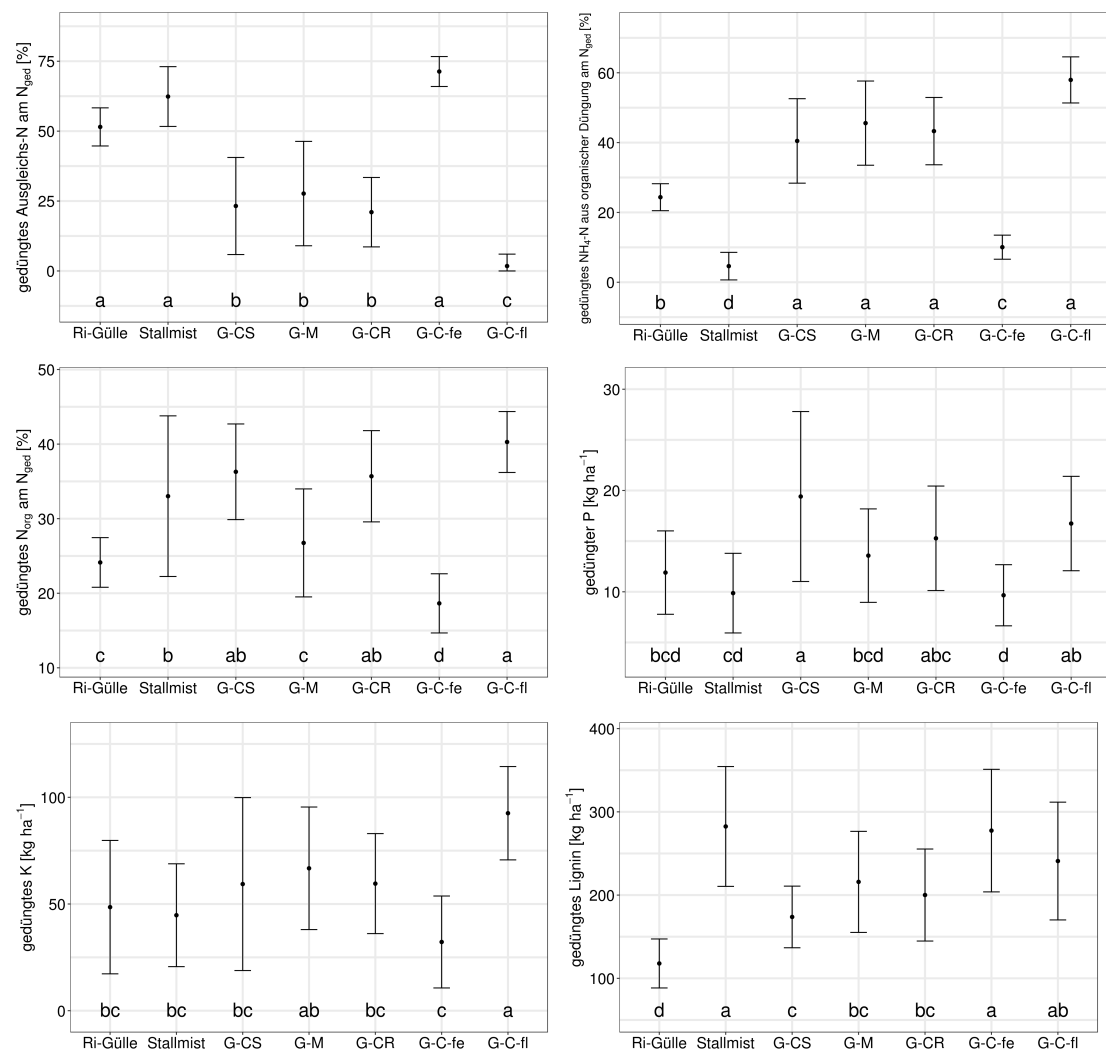 gedüngtes Ausgleichs-N am Nged [%]
75
50
25
0
a a b b b a c
Ri-Gülle Stallmist G-CS G-M G-CR G-C-fe G-C-fl
gedüngtes NH4-N aus organischer Düngung am Nged [%]
60
40
20
0
b d a a a c a
Ri-Gülle Stallmist G-CS G-M G-CR G-C-fe G-C-fl
gedüngtes Norg am Nged [%]
50
40
30
20
10
c b ab c ab d a
Ri-Gülle Stallmist G-CS G-M G-CR G-C-fe G-C-fl
gedüngter P [kg ha−1]
30
20
10
bcd cd a bcd abc d ab
Ri-Gülle Stallmist G-CS G-M G-CR G-C-fe G-C-fl
gedüngtes K [kg ha−1]
100
50
0
bc bc bc ab bc c a
Ri-Gülle Stallmist G-CS G-M G-CR G-C-fe G-C-fl
gedüngtes Lignin [kg ha−1]
400
300
200
100
d a c bc bc a ab
Ri-Gülle Stallmist G-CS G-M G-CR G-C-fe G-C-fl